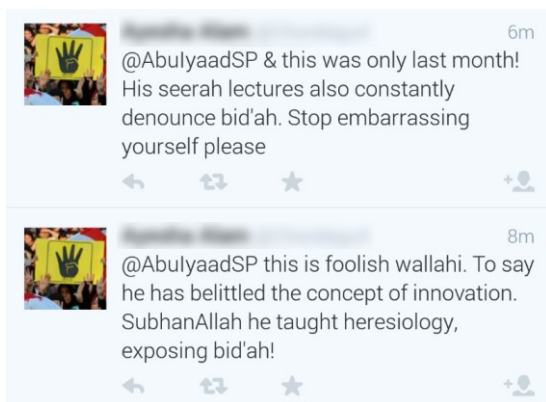 6m
@AbuIyaadSP & this was only last month!
His seerah lectures also constantly
denounce bid'ah. Stop embarrassing
yourself please
8m
@AbuIyaadSP this is foolish wallahi. To say
he has belittled the concept of innovation.
SubhanAllah he taught heresiology,
exposing bid'ah!